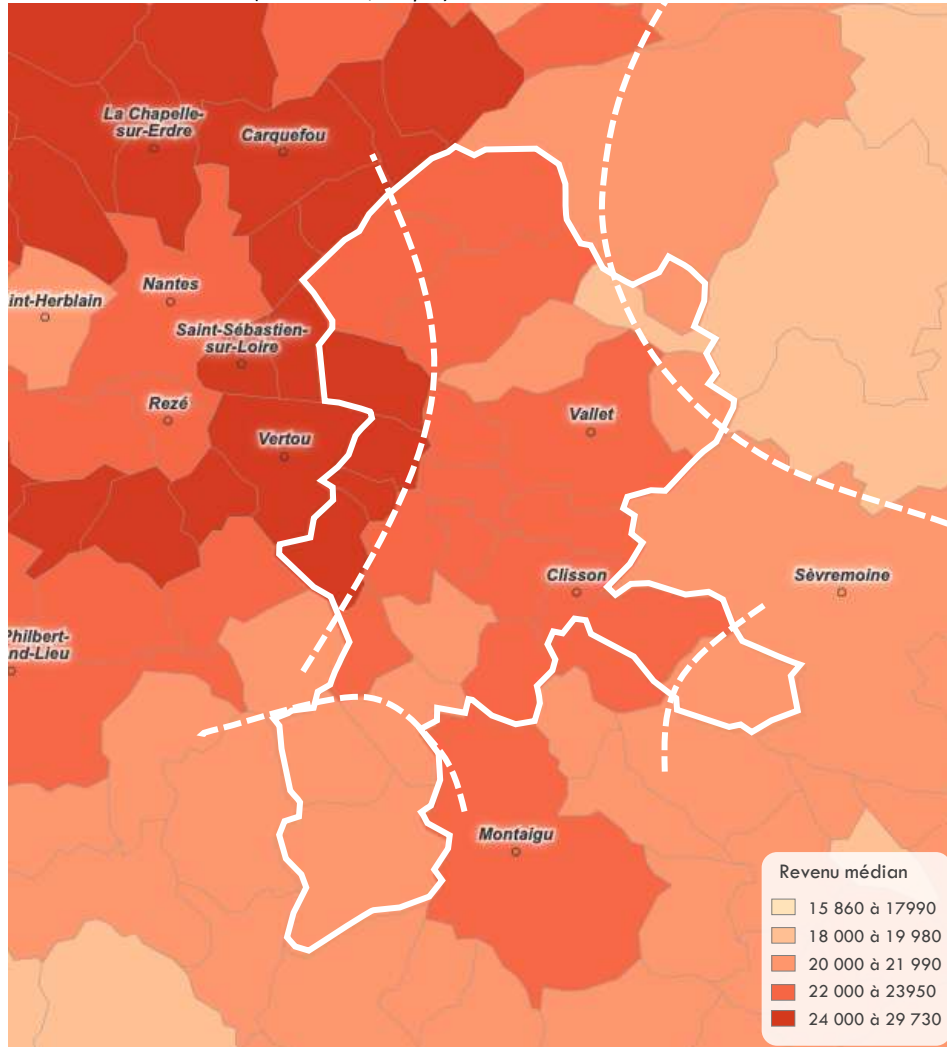 La Chapelle-
sur-Erdre
Carquefou
Nantes
int-Herblain
Saint-Sébastien-
sur-Loire
Rezé
Vertou
Vallet
Clisson
Sèvremoine
Philbert-
nd-Lieu
Montaigu
Revenu médian
15 860 à 17990
18 000 à 19 980
20 000 à 21 990
22 000 à 23950
24 000 à 29 730